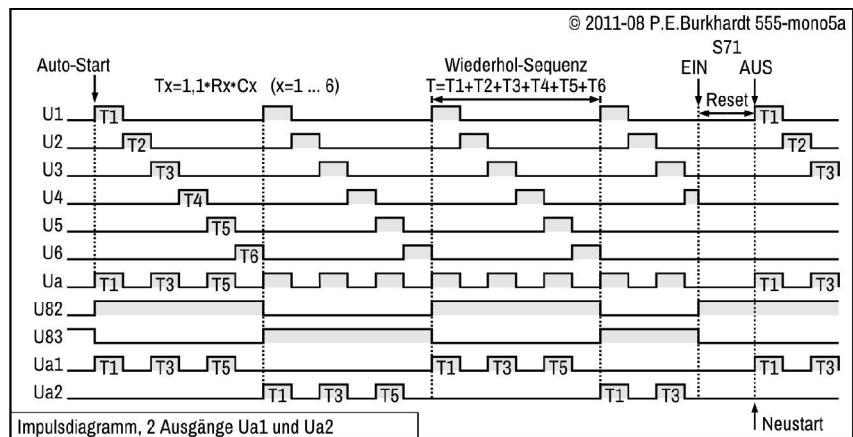 © 2011-08 P.E.Burkhardt 555-mono5a
S71
Auto-Start Wiederhol-Sequenz EIN AUS
Tx=1,1*Rx*Cx (x=1 ... 6) T=T1+T2+T3+T4+T5+T6
Reset
U1 T1 T1
U2 T2 T2
U3 T3 T3
U4 T4
U5 T5
U6 T6
Ua T1 T3 T5 T1 T3
U82
U83
Ua1 T1 T3 T5 T1 T3 T5 T1 T3
Ua2 T1 T3 T5 T1 T3
Impulsdiagramm, 2 Ausgänge Ua1 und Ua2
Neustart